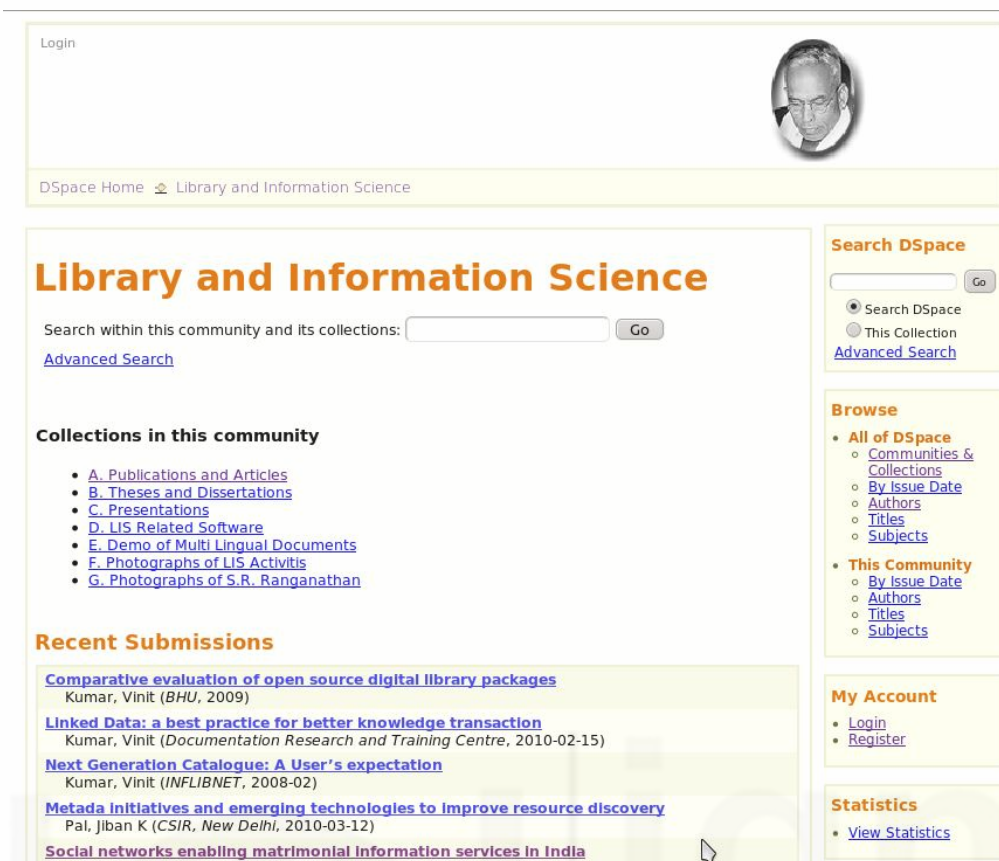 Login
DSpace Home Library and Information Science
Library and Information Science
Search within this community and its collections: Go
Advanced Search
Collections in this community
A. Publications and Articles
B. Theses and Dissertations
C. Presentations
D. LIS Related Software
E. Demo of Multi Lingual Documents
F. Photographs of LIS Activitis
G. Photographs of S.R. Ranganathan
Recent Submissions
Comparative evaluation of open source digital library packages
Kumar, Vinit (BHU, 2009)
Linked Data: a best practice for better knowledge transaction
Kumar, Vinit (Documentation Research and Training Centre, 2010-02-15)
Next Generation Catalogue: A User's expectation
Kumar, Vinit (INFLIBNET, 2008-02)
Metada initiatives and emerging technologies to improve resource discovery
Pal, Jiban K (CSIR, New Delhi, 2010-03-12)
Social networks enabling matrimonial information services in India
Search DSpace
Go
Search DSpace
This Collection
Advanced Search
Browse
All of DSpace
Communities &
Collections
By Issue Date
Authors
Titles
Subjects
This Community
By Issue Date
Authors
Titles
Subjects
My Account
Login
Register
Statistics
View Statistics